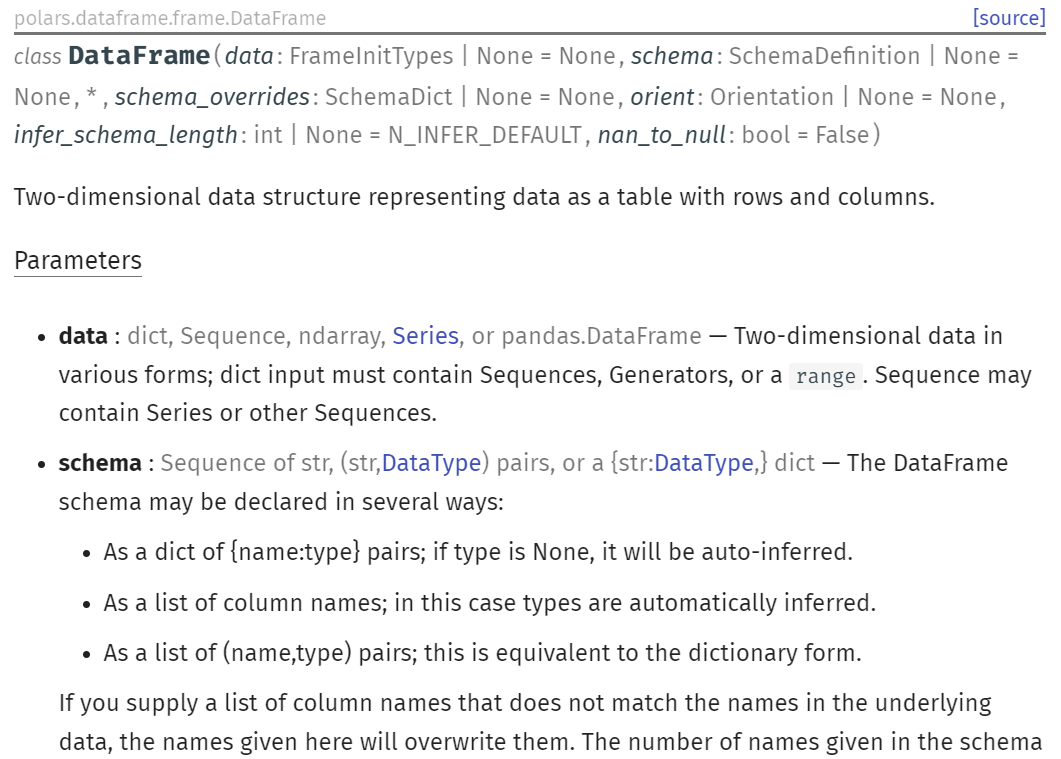 polars.dataframe.frame.DataFrame [source]
class DataFrame(data: FrameInitTypes | None = None, schema: SchemaDefinition | None =
None, *, schema_overrides: SchemaDict | None = None, orient: Orientation | None = None,
infer_schema_length: int | None = N_INFER_DEFAULT, nan_to_null: bool = False)
Two-dimensional data structure representing data as a table with rows and columns.
Parameters
• data : dict, Sequence, ndarray, Series, or pandas.DataFrame — Two-dimensional data in
various forms; dict input must contain Sequences, Generators, or a range. Sequence may
contain Series or other Sequences.
• schema : Sequence of str, (str,DataType) pairs, or a {str:DataType,} dict — The DataFrame
schema may be declared in several ways:
• As a dict of {name:type} pairs; if type is None, it will be auto-inferred.
• As a list of column names; in this case types are automatically inferred.
• As a list of (name,type) pairs; this is equivalent to the dictionary form.
If you supply a list of column names that does not match the names in the underlying
data, the names given here will overwrite them. The number of names given in the schema